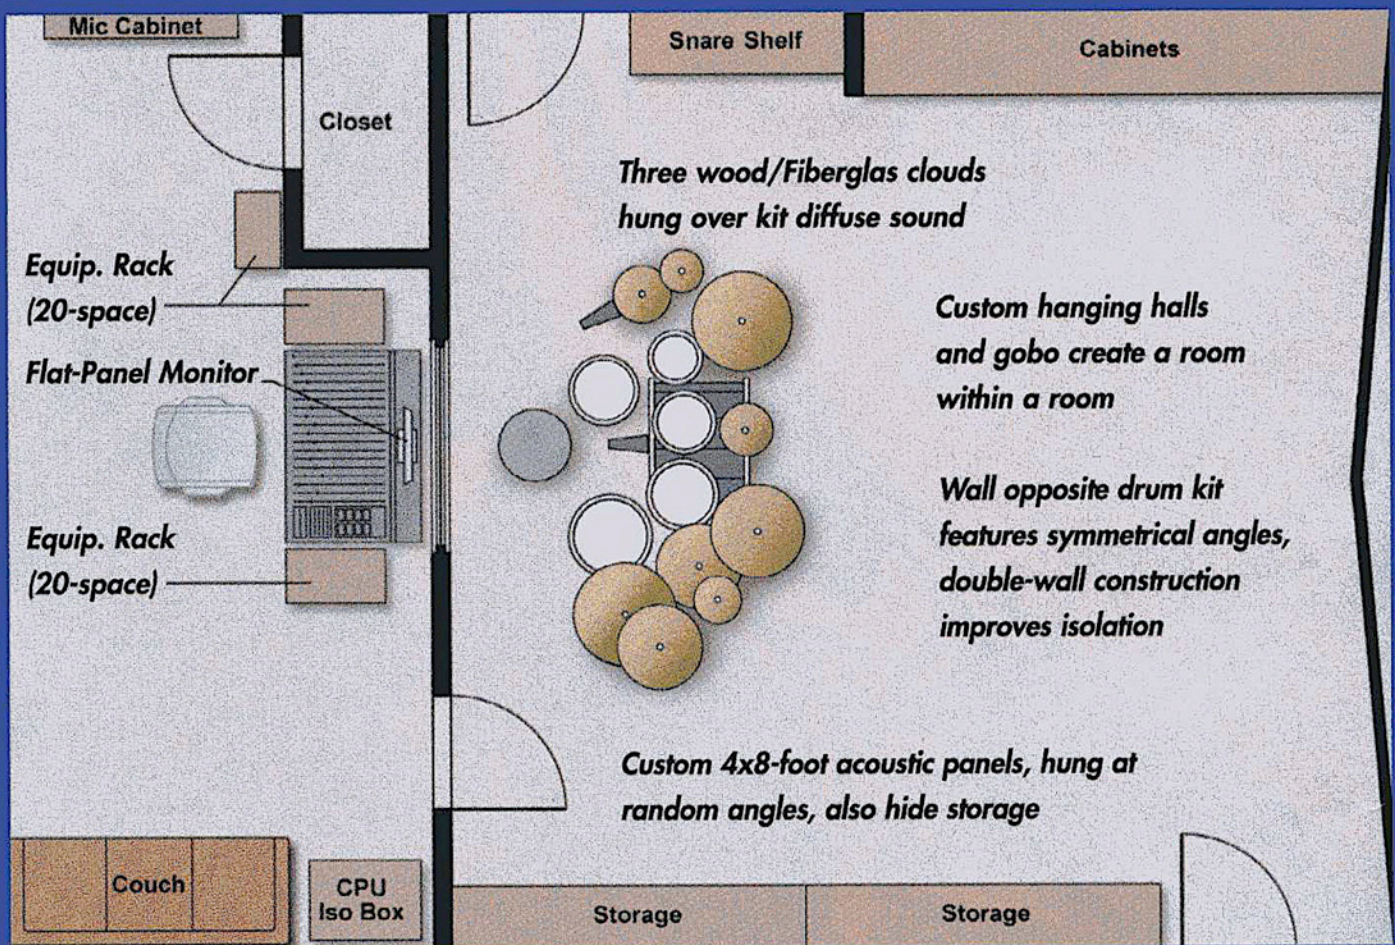 Mic Cabinet
Snare Shelf
Cabinets
Closet
Three wood/Fiberglas clouds
hung over kit diffuse sound
Equip. Rack
(20-space)
Flat-Panel Monitor
Custom hanging halls
and gobo create a room
within a room
Wall opposite drum kit
features symmetrical angles,
double-wall construction
improves isolation
Equip. Rack
(20-space)
Custom 4x8-foot acoustic panels, hung at
random angles, also hide storage
Couch
CPU
Iso Box
Storage
Storage